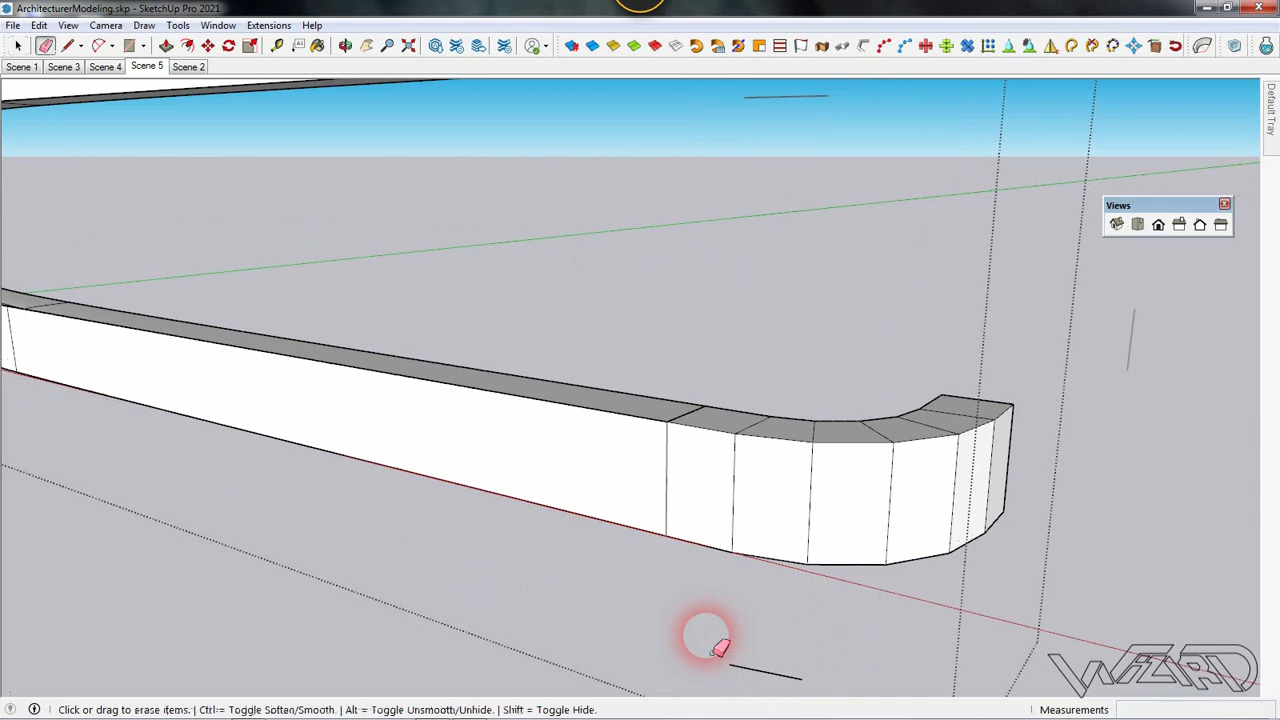 ArchitecturerModeling.skp - SketchUp Pro 2021
File Edit View Camera Draw Tools Window Extensions Help
Scene 1 Scene 3 Scene 4 Scene 5 Scene 2
Default Tray
Views
WIZARD
Click or drag to erase items. | Ctrl= Toggle Soften/Smooth. | Alt = Toggle Unsmooth/Unhide. | Shift = Toggle Hide.
Measurements